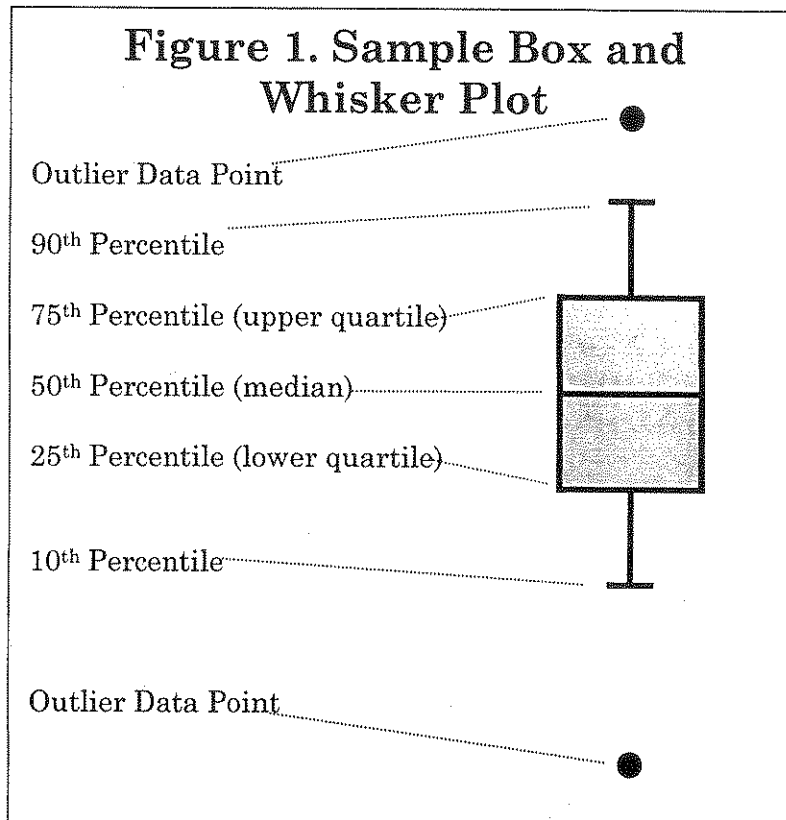 Figure 1. Sample Box and
Whisker Plot
Outlier Data Point
90th Percentile
75th Percentile (upper quartile)
50th Percentile (median)
25th Percentile (lower quartile)
10th Percentile
Outlier Data Point